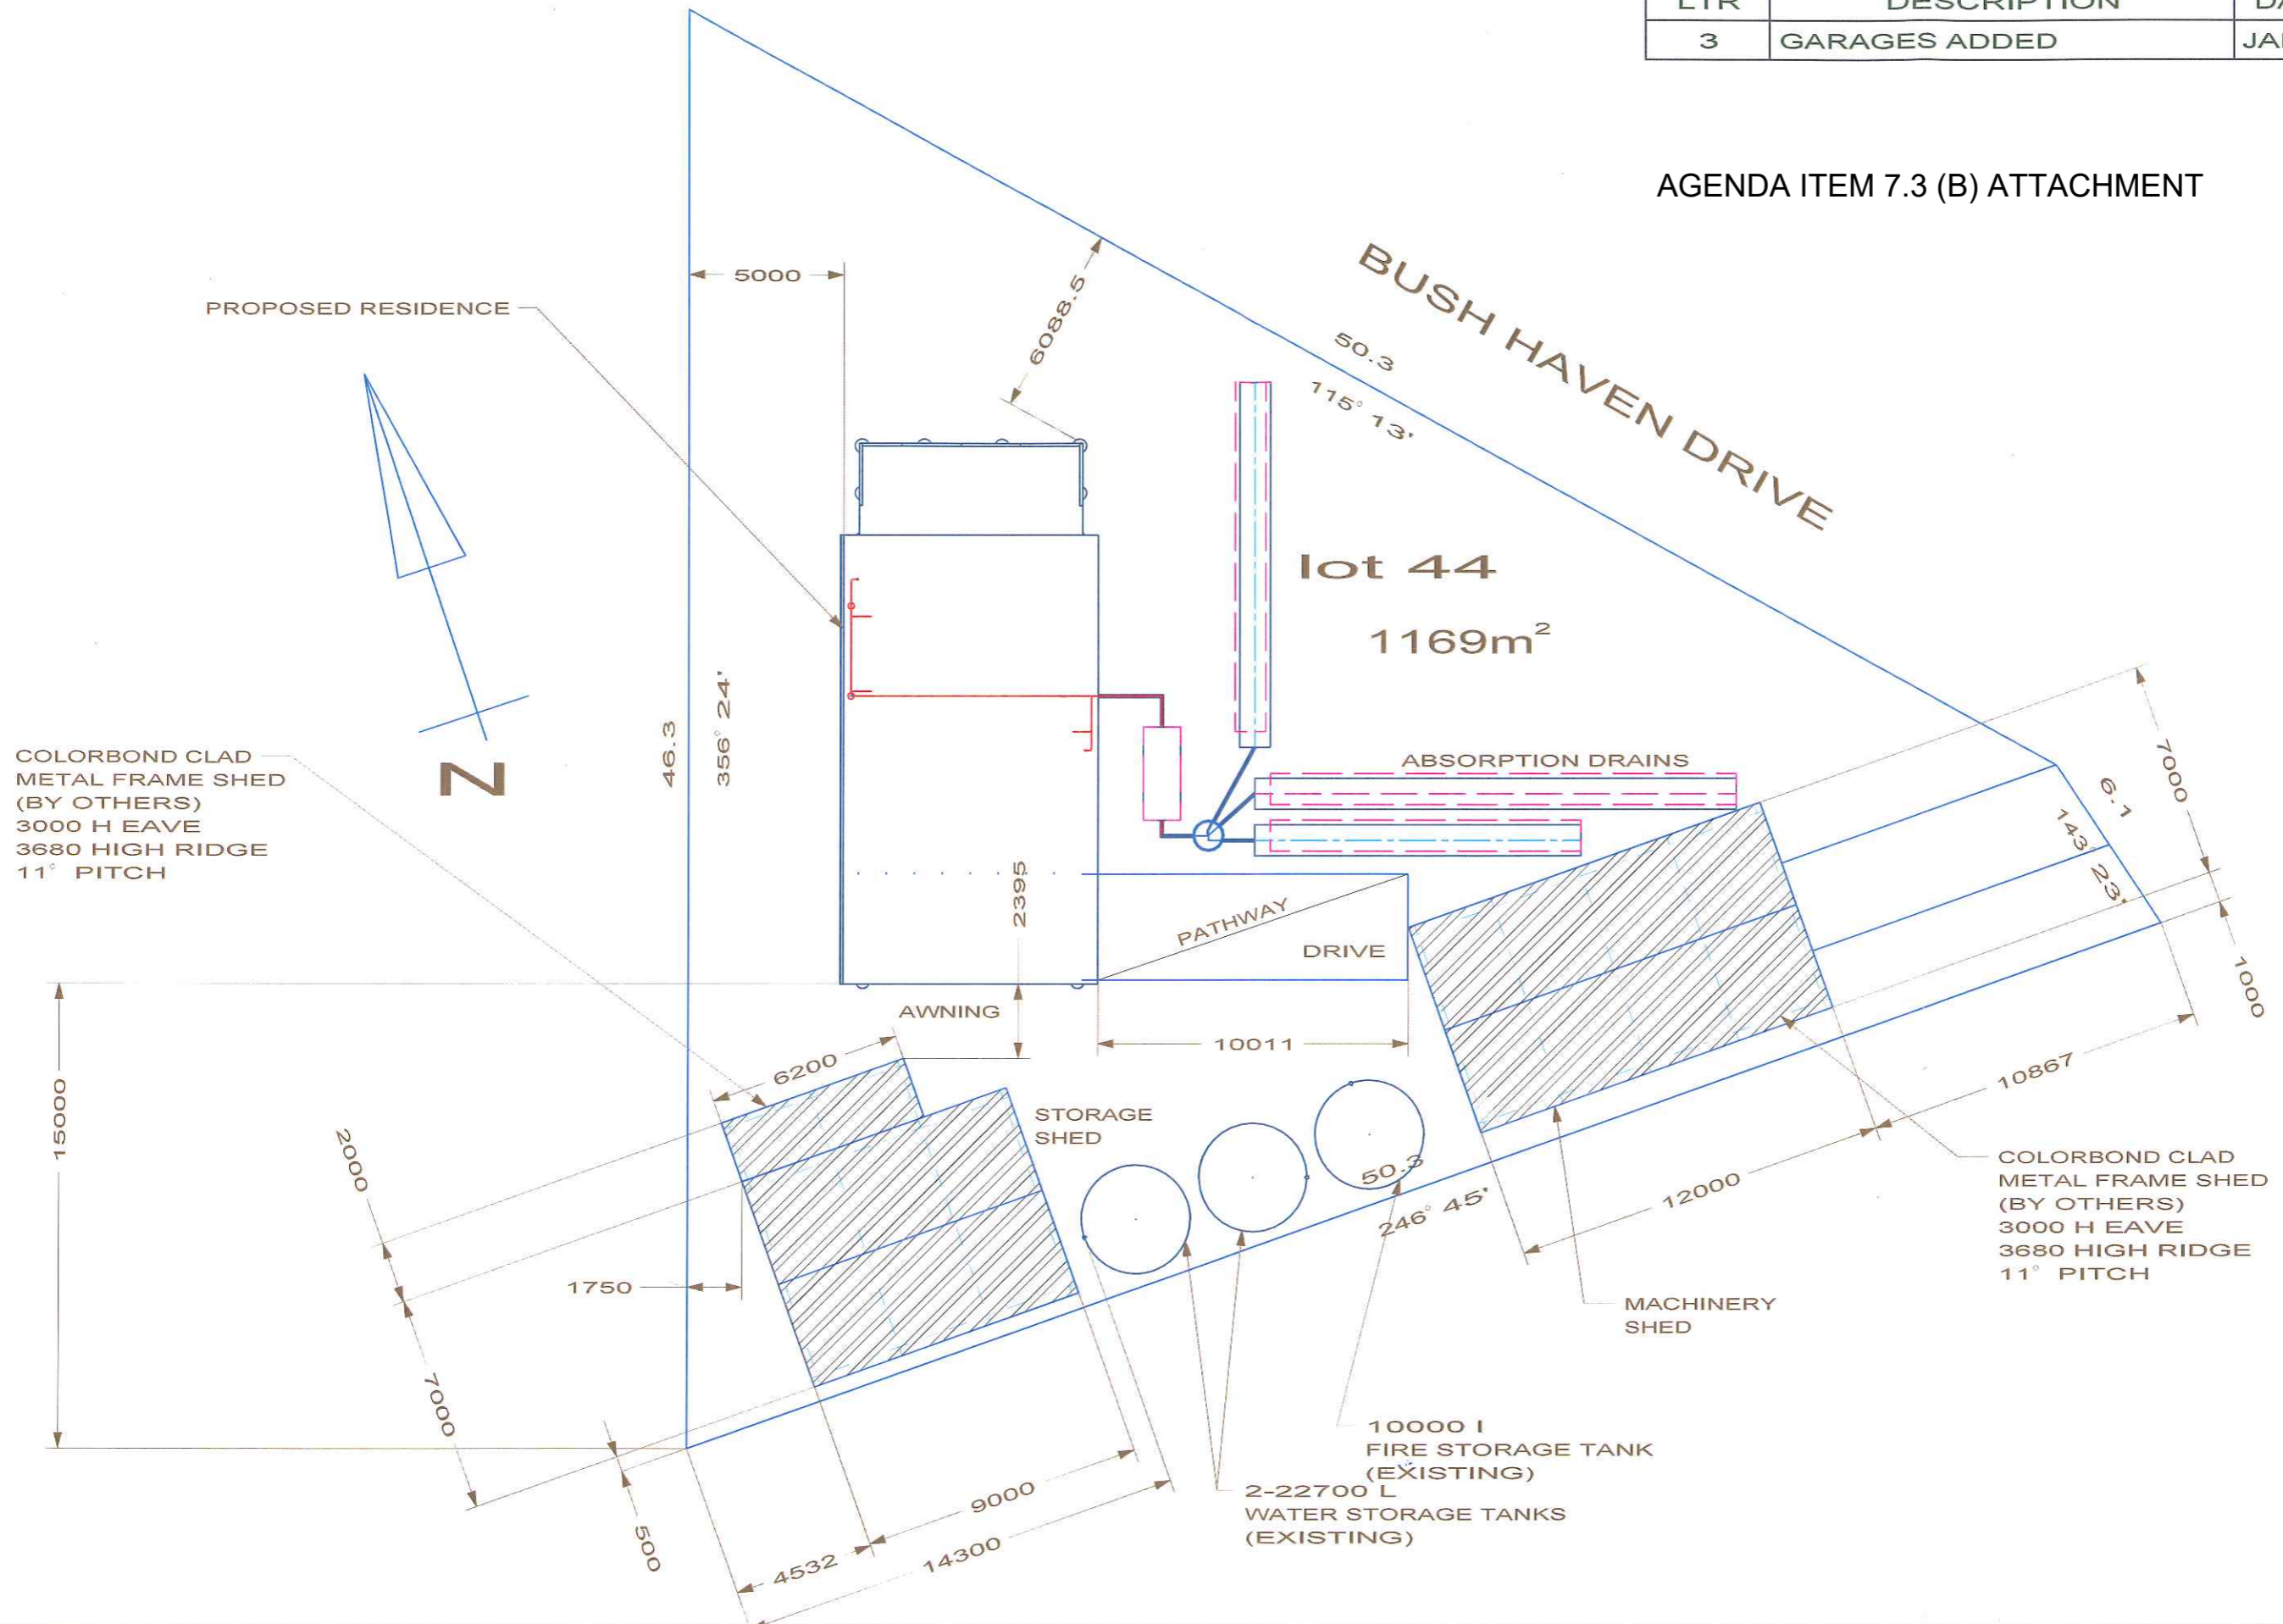 LTR DESCRIPTION
3 GARAGES ADDED
AGENDA ITEM 7.3 (B) ATTACHMENT
BUSH HAVEN DRIVE
5000
6088.5
PROPOSED RESIDENCE
50.3
115° 13'
lot 44
1169m²
46.3
356° 24'
N
COLORBOND CLAD
METAL FRAME SHED
(BY OTHERS)
3000 H EAVE
3680 HIGH RIDGE
11° PITCH
ABSORPTION DRAINS
7000
6.1
143° 23'
1000
2395
PATHWAY
DRIVE
AWNING
10011
6200
10867
15000
2000
STORAGE
SHED
50.3
246° 45'
12000
COLORBOND CLAD
METAL FRAME SHED
(BY OTHERS)
3000 H EAVE
3680 HIGH RIDGE
11° PITCH
1750
MACHINERY
SHED
7000
10000 l
FIRE STORAGE TANK
(EXISTING)
2-22700 L
WATER STORAGE TANKS
(EXISTING)
9000
500
4532
14300